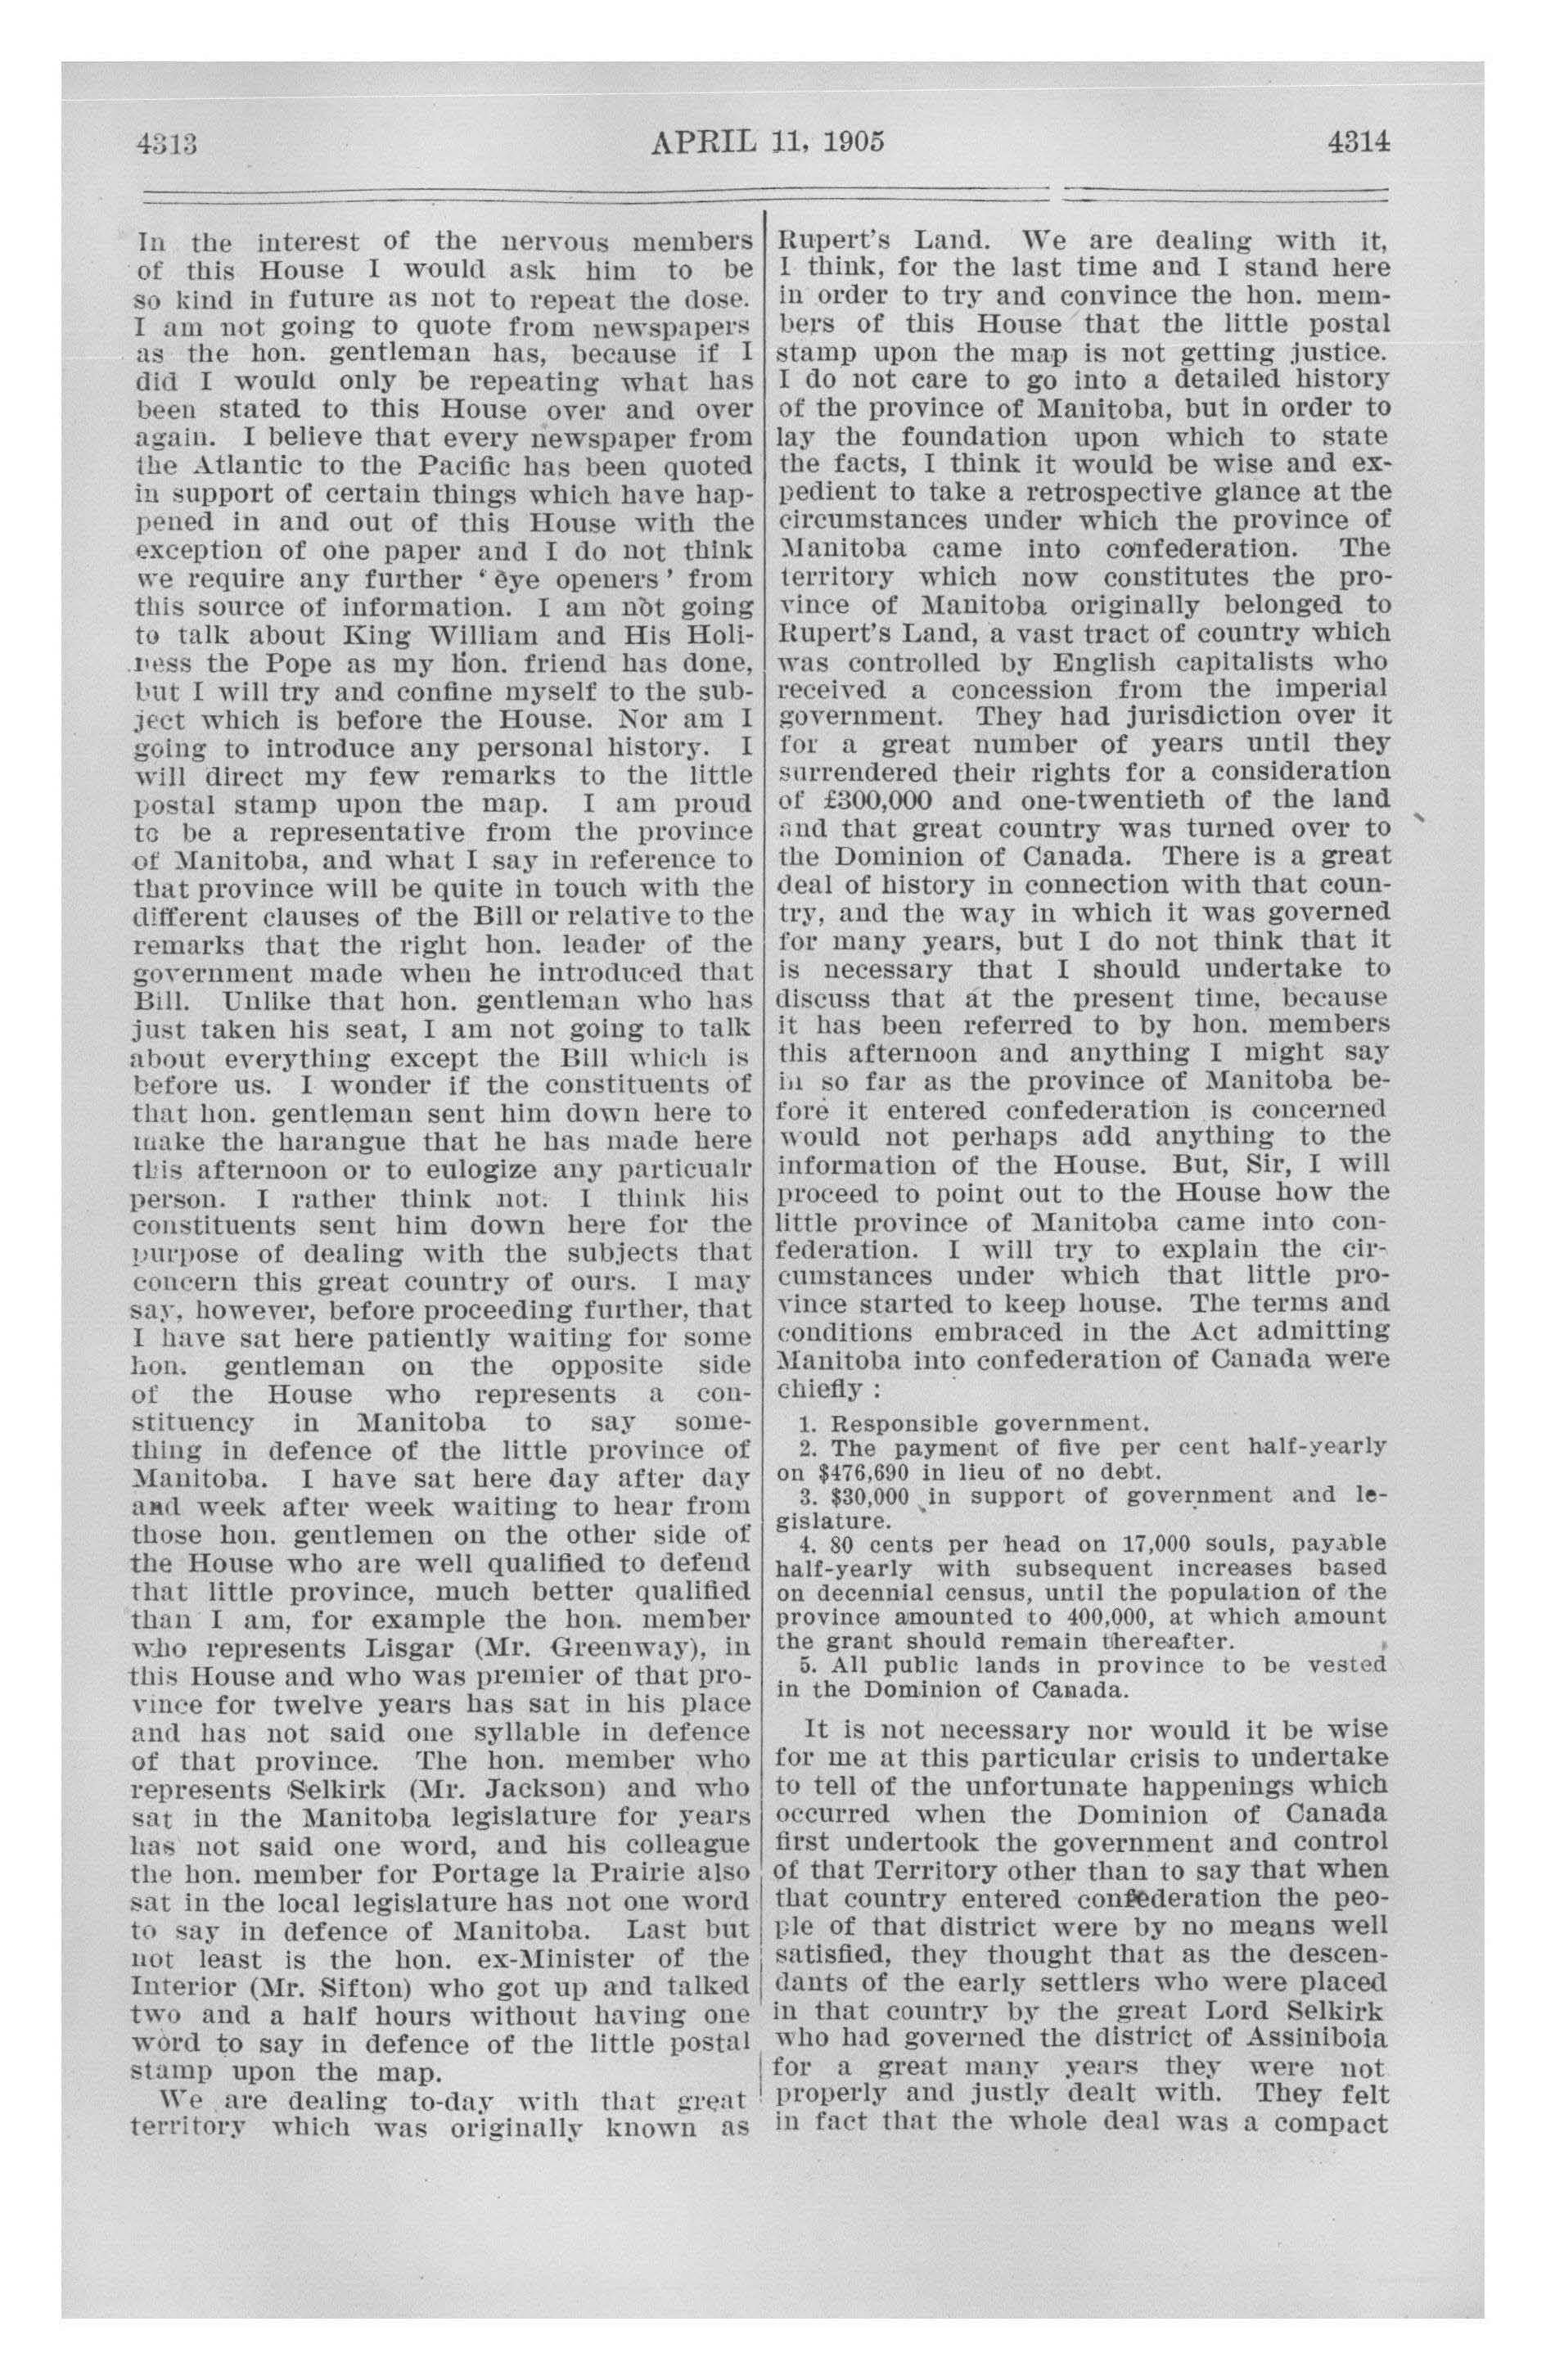 4313
APRIL 11, 1905
4314
In the interest of the nervous members
of this House I would ask him to be
so kind in future as not to repeat the dose.
I am not going to quote from newspapers
as the hon. gentleman has, because if I
did I would only be repeating what has
been stated to this House over and over
again. I believe that every newspaper from
the Atlantic to the Pacific has been quoted
in support of certain things which have hap-
pened in and out of this House with the
exception of one paper and I do not think
we require any further ‘ eye openers ’ from
this source of information. I am not going
to talk about King William and His Holi-
ness the Pope as my hon. friend has done,
but I will try and confine myself to the sub-
ject which is before the House. Nor am I
going to introduce any personal history. I
will direct my few remarks to the little
postal stamp upon the map. I am proud
to be a representative from the province
of Manitoba, and what I say in reference to
that province will be quite in touch with the
different clauses of the Bill or relative to the
remarks that the right hon. leader of the
government made when he introduced that
Bill. Unlike that hon. gentleman who has
just taken his seat, I am not going to talk
about everything except the Bill which is
before us. I wonder if the constituents of
that hon. gentleman sent him down here to
make the harangue that he has made here
this afternoon or to eulogize any particualr
person. I rather think not. I think his
constituents sent him down here for the
purpose of dealing with the subjects that
concern this great country of ours. I may
say, however, before proceeding further, that
I have sat here patiently waiting for some
hon. gentleman on the opposite side
of the House who represents a con-
stituency in Manitoba to say some-
thing in defence of the little province of
Manitoba. I have sat here day after day
and week after week waiting to hear from
those hon. gentlemen on the other side of
the House who are well qualified to defend
that little province, much better qualified
than I am, for example the hon. member
who represents Lisgar (Mr. Greenway), in
this House and who was premier of that pro-
vince for twelve years has sat in his place
and has not said one syllable in defence
of that province. The hon. member who
represents Selkirk (Mr. Jackson) and who
sat in the Manitoba legislature for years
has not said one word, and his colleague
the hon. member for Portage la Prairie also
sat in the local legislature has not one word
to say in defence of Manitoba. Last but
not least is the hon. ex-Minister of the
Interior (Mr. Sifton) who got up and talked
two and a half hours without having one
word to say in defence of the little postal
stamp upon the map.
We are dealing to-day with that great
territory which was originally known as
Rupert's Land. We are dealing with it,
I think, for the last time and I stand here
in order to try and convince the hon. mem-
bers of this House that the little postal
stamp upon the map is not getting justice.
I do not care to go into a detailed history
of the province of Manitoba, but in order to
lay the foundation upon which to state
the facts, I think it would be wise and ex-
pedient to take a retrospective glance at the
circumstances under which the province of
Manitoba came into confederation. The
territory which now constitutes the pro-
vince of Manitoba originally belonged to
Rupert's Land, a vast tract of country which
was controlled by English capitalists who
received a concession from the imperial
government. They had jurisdiction over it
for a great number of years until they
surrendered their rights for a consideration
of £300,000 and one-twentieth of the land
and that great country was turned over to
the Dominion of Canada. There is a great
deal of history in connection with that coun-
try, and the way in which it was governed
for many years, but I do not think that it
is necessary that I should undertake to
discuss that at the present time, because
it has been referred to by hon. members
this afternoon and anything I might say
in so far as the province of Manitoba be-
fore it entered confederation is concerned
would not perhaps add anything to the
information of the House. But, Sir, I will
proceed to point out to the House how the
little province of Manitoba came into con-
federation. I will try to explain the cir-
cumstances under which that little pro-
vince started to keep house. The terms and
conditions embraced in the Act admitting
Manitoba into confederation of Canada were
chiefly :
1. Responsible government.
2. The payment of five per cent half-yearly
on $476,690 in lieu of no debt.
3. $30,000 in support of government and le-
gislature.
4. 80 cents per head on 17,000 souls, payable
half-yearly with subsequent increases based
on decennial census, until the population of the
province amounted to 400,000, at which amount
the grant should remain thereafter.
5. All public lands in province to be vested
in the Dominion of Canada.
It is not necessary nor would it be wise
for me at this particular crisis to undertake
to tell of the unfortunate happenings which
occurred when the Dominion of Canada
first undertook the government and control
of that Territory other than to say that when
that country entered confederation the peo-
ple of that district were by no means well
satisfied, they thought that as the descen-
dants of the early settlers who were placed
in that country by the great Lord Selkirk
who had governed the district of Assiniboia
for a great many years they were not
properly and justly dealt with. They felt
in fact that the whole deal was a compact